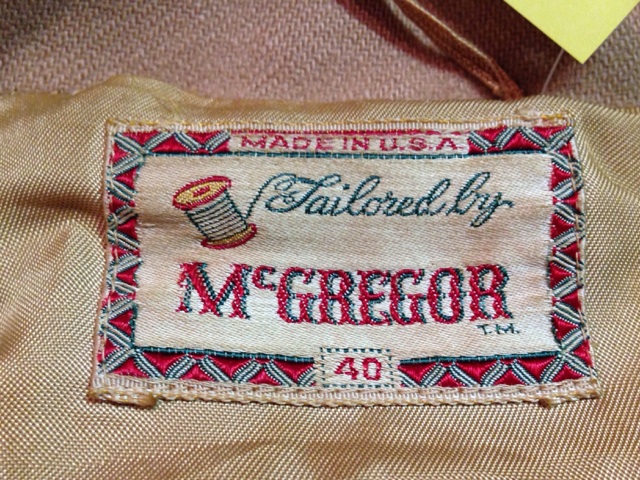 MADE IN U.S.A
Tailored by
McGREGOR
T.M.
40